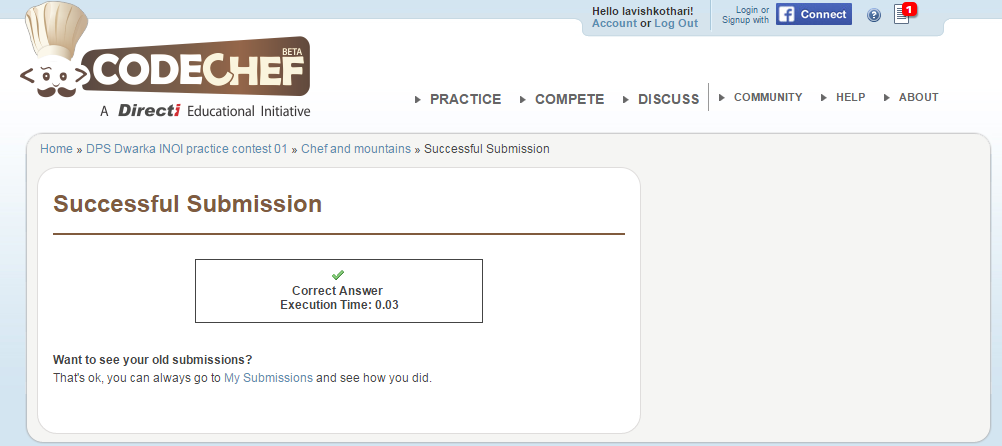 Hello lavishkothari!
Account or Log Out
Login or
Signup with
f Connect
?
1
CODECHEF
BETA
A Directi Educational Initiative
PRACTICE
COMPETE
DISCUSS
COMMUNITY
HELP
ABOUT
Home » DPS Dwarka INOI practice contest 01 » Chef and mountains » Successful Submission
Successful Submission
Correct Answer
Execution Time: 0.03
Want to see your old submissions?
That's ok, you can always go to My Submissions and see how you did.